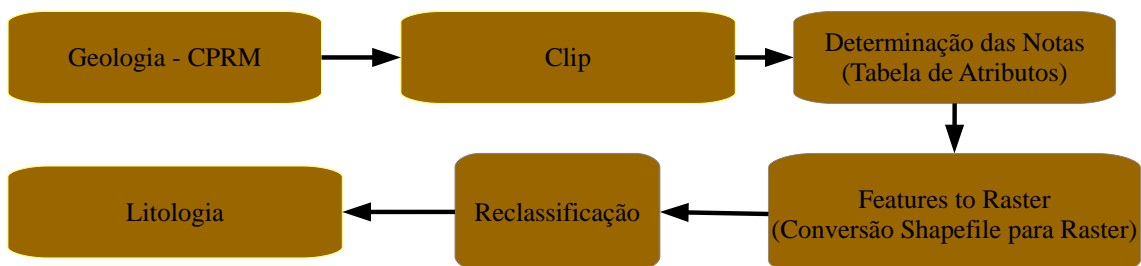 Geologia - CPRM
Clip
Determinação das Notas
(Tabela de Atributos)
Features to Raster
(Conversão Shapefile para Raster)
Reclassificação
Litologia